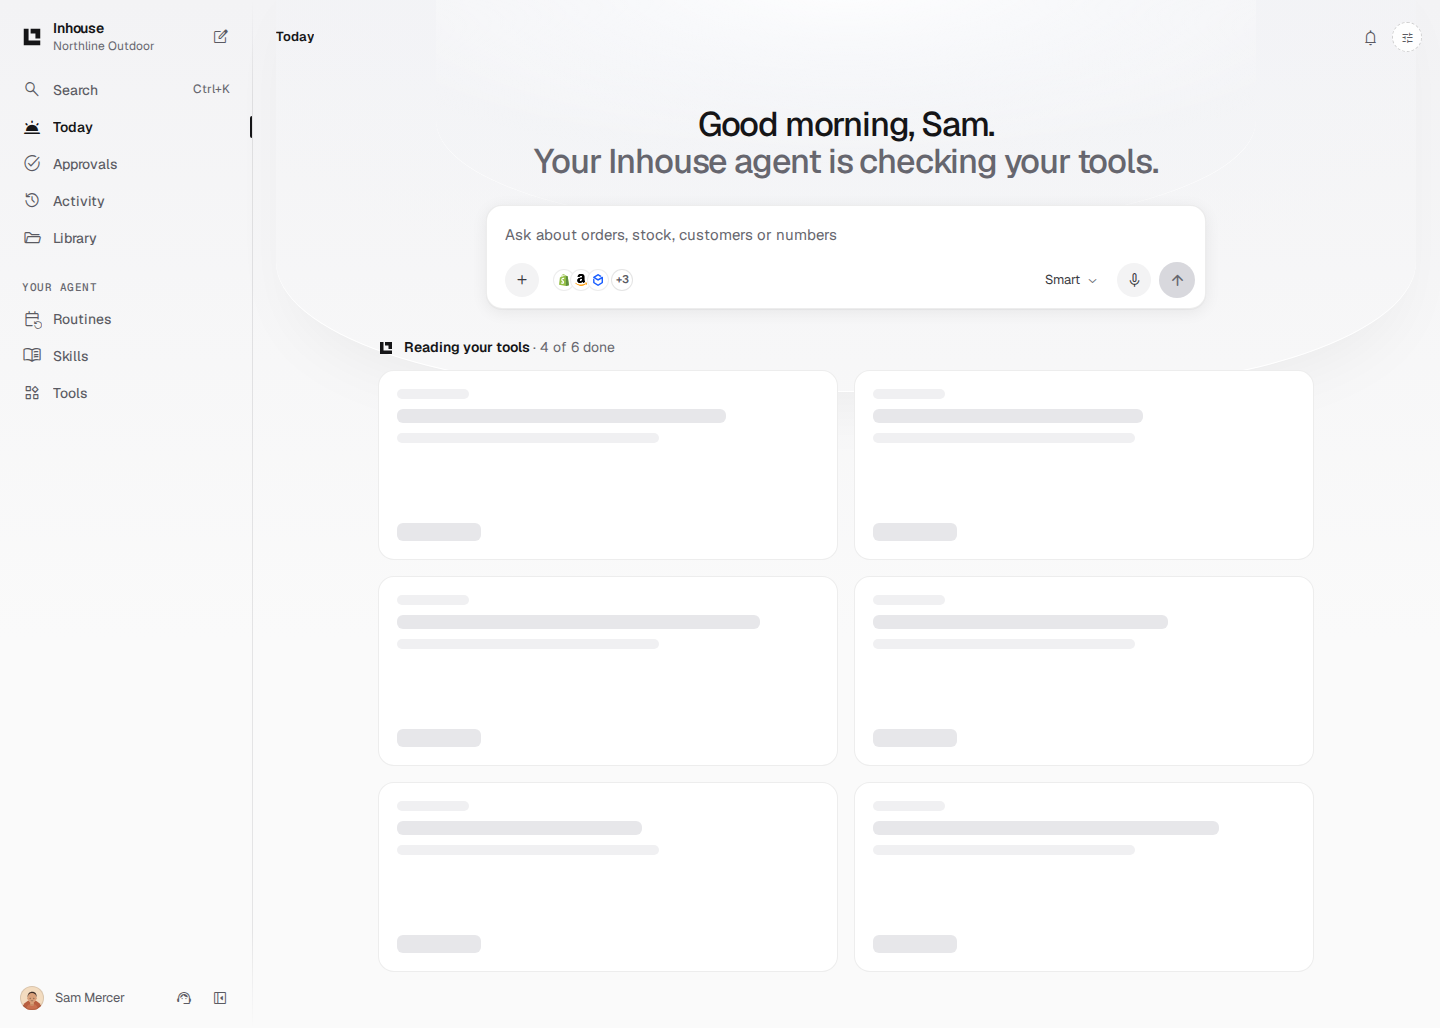 Inhouse
Northline Outdoor
Search Ctrl+K
Today
Approvals
Activity
Library
YOUR AGENT
Routines
Skills
Tools
Sam Mercer
Today
Good morning, Sam.
Your Inhouse agent is checking your tools.
Ask about orders, stock, customers or numbers
+3
Smart
Reading your tools · 4 of 6 done